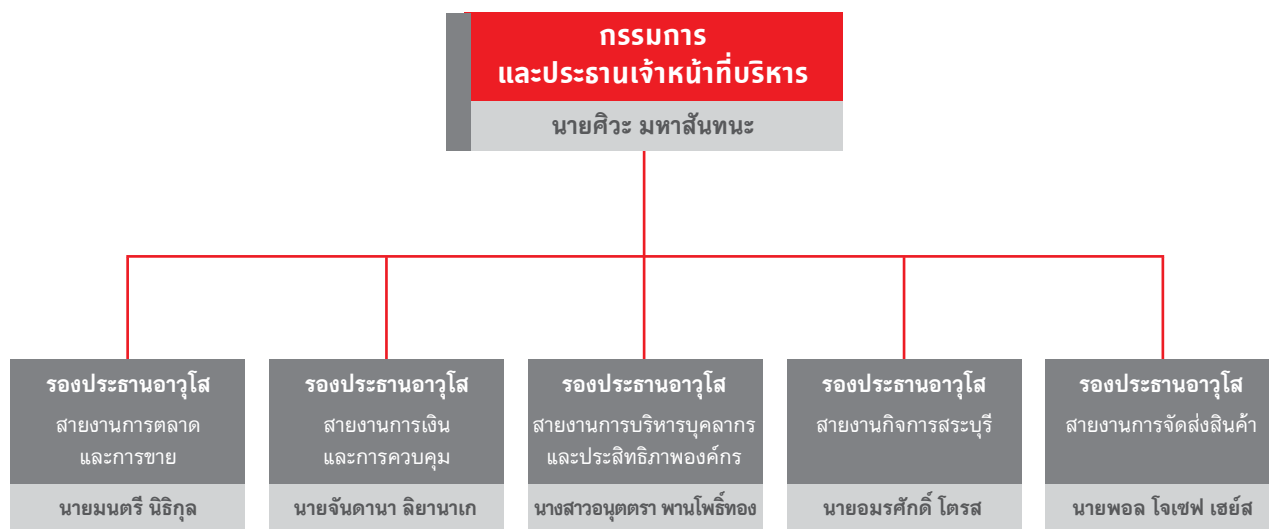 กรรมการ
และประธานเจ้าหน้าที่บริหาร
นายศิวะ มหาสันทนะ
รองประธานอาวุโส
สายงานการตลาด
และการขาย
นายมนตรี นิธิกุล
รองประธานอาวุโส
สายงานการเงิน
และการควบคุม
นายจันดานา ลิยานาเก
รองประธานอาวุโส
สายงานการบริหารบุคลากร
และประสิทธิภาพองค์กร
นางสาวอนุตตรา พานโพธิ์ทอง
รองประธานอาวุโส
สายงานกิจการสระบุรี
นายอมรศักดิ์ โตรส
รองประธานอาวุโส
สายงานการจัดส่งสินค้า
นายพอล โจเซฟ เฮย์ส